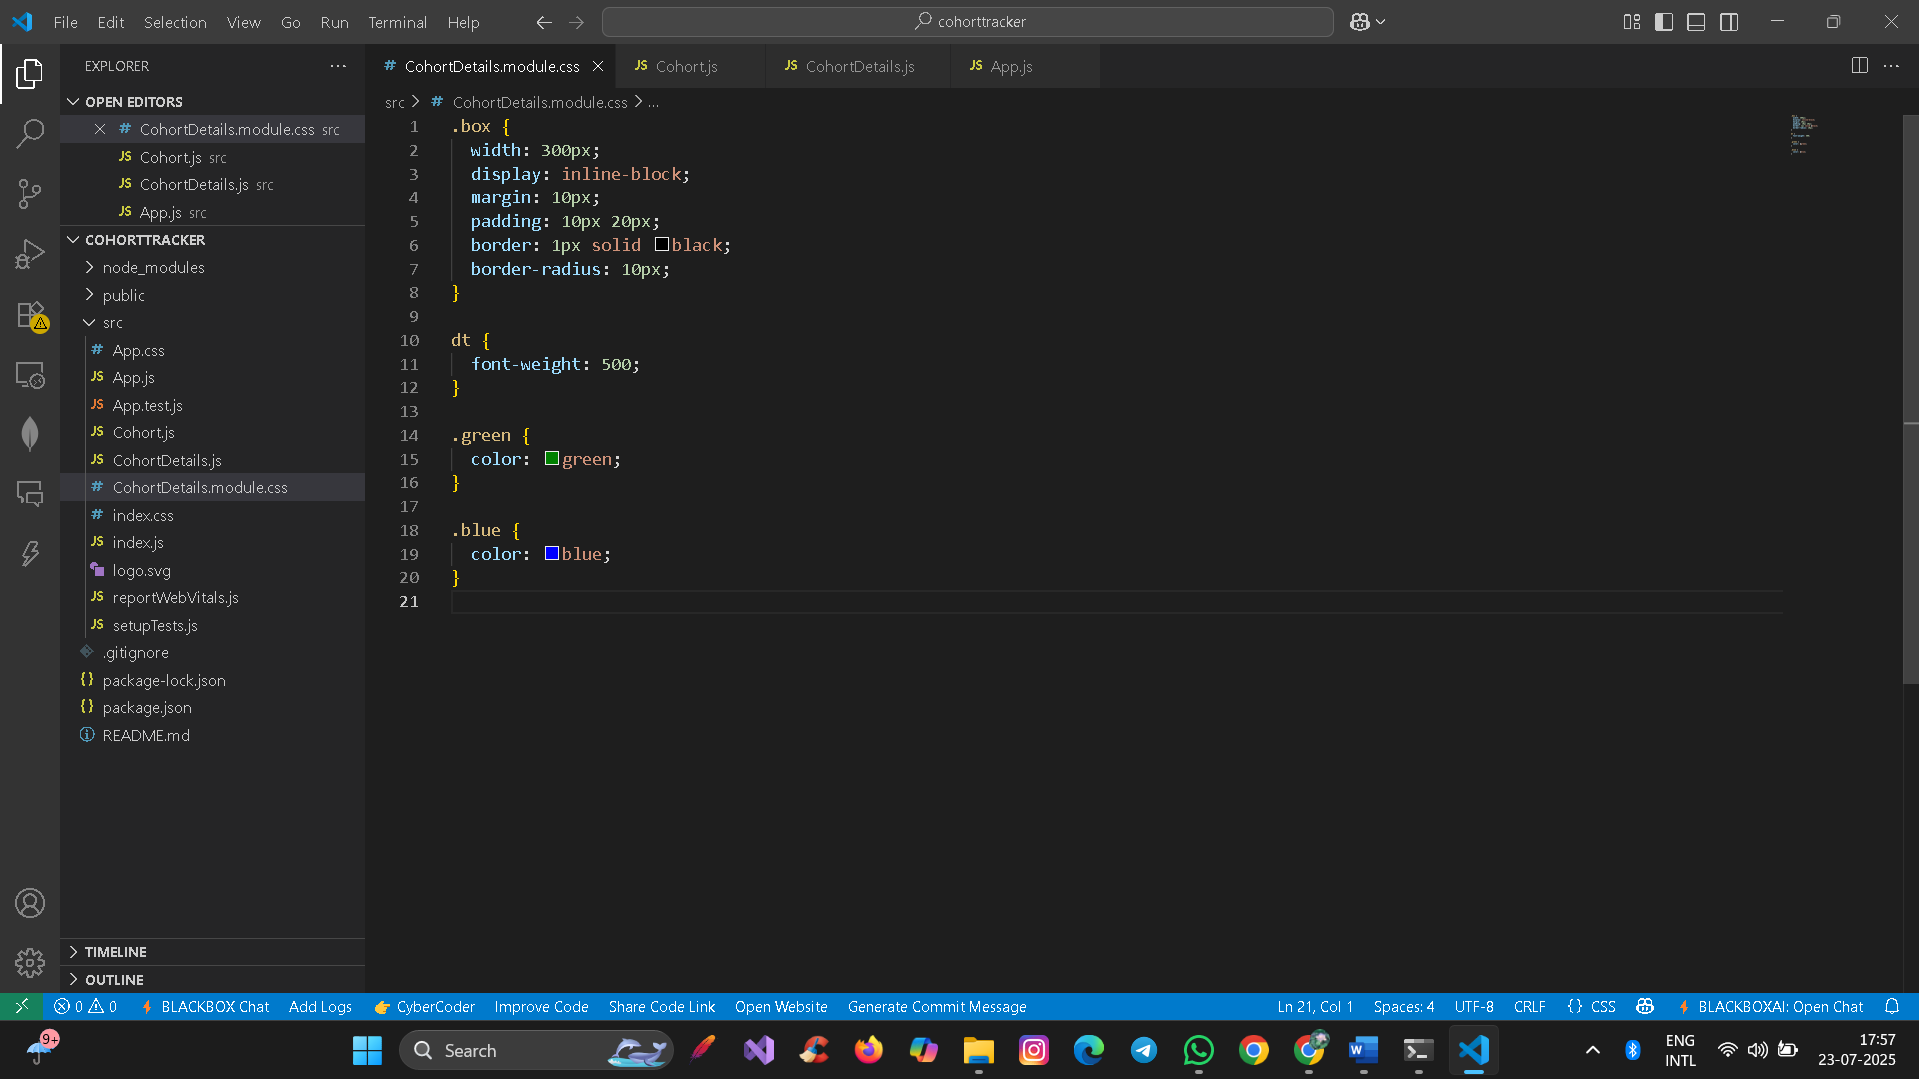 File Edit Selection View Go Run Terminal Help
cohorttracker
EXPLORER
OPEN EDITORS
CohortDetails.module.css src
Cohort.js src
CohortDetails.js src
App.js src
COHORTTRACKER
node_modules
public
src
App.css
App.js
App.test.js
Cohort.js
CohortDetails.js
CohortDetails.module.css
index.css
index.js
logo.svg
reportWebVitals.js
setupTests.js
.gitignore
package-lock.json
package.json
README.md
TIMELINE
OUTLINE
CohortDetails.module.css Cohort.js CohortDetails.js App.js
src > CohortDetails.module.css > ...
1 .box {
2 width: 300px;
3 display: inline-block;
4 margin: 10px;
5 padding: 10px 20px;
6 border: 1px solid black;
7 border-radius: 10px;
8 }
9
10 dt {
11 font-weight: 500;
12 }
13
14 .green {
15 color: green;
16 }
17
18 .blue {
19 color: blue;
20 }
21
0 0 BLACKBOX Chat Add Logs CyberCoder Improve Code Share Code Link Open Website Generate Commit Message Ln 21, Col 1 Spaces: 4 UTF-8 CRLF {} CSS BLACKBOXAI: Open Chat
9+ Search ENG 17:57
INTL 23-07-2025